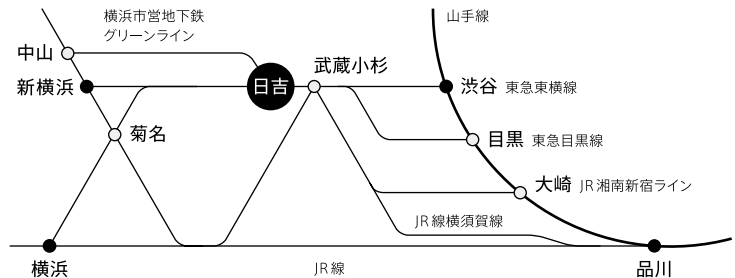 横浜市営地下鉄
グリーンライン
山手線
中山
武蔵小杉
新横浜
日吉
渋谷 東急東横線
菊名
目黒 東急目黒線
大崎 JR湘南新宿ライン
JR線横須賀線
横浜
JR線
品川